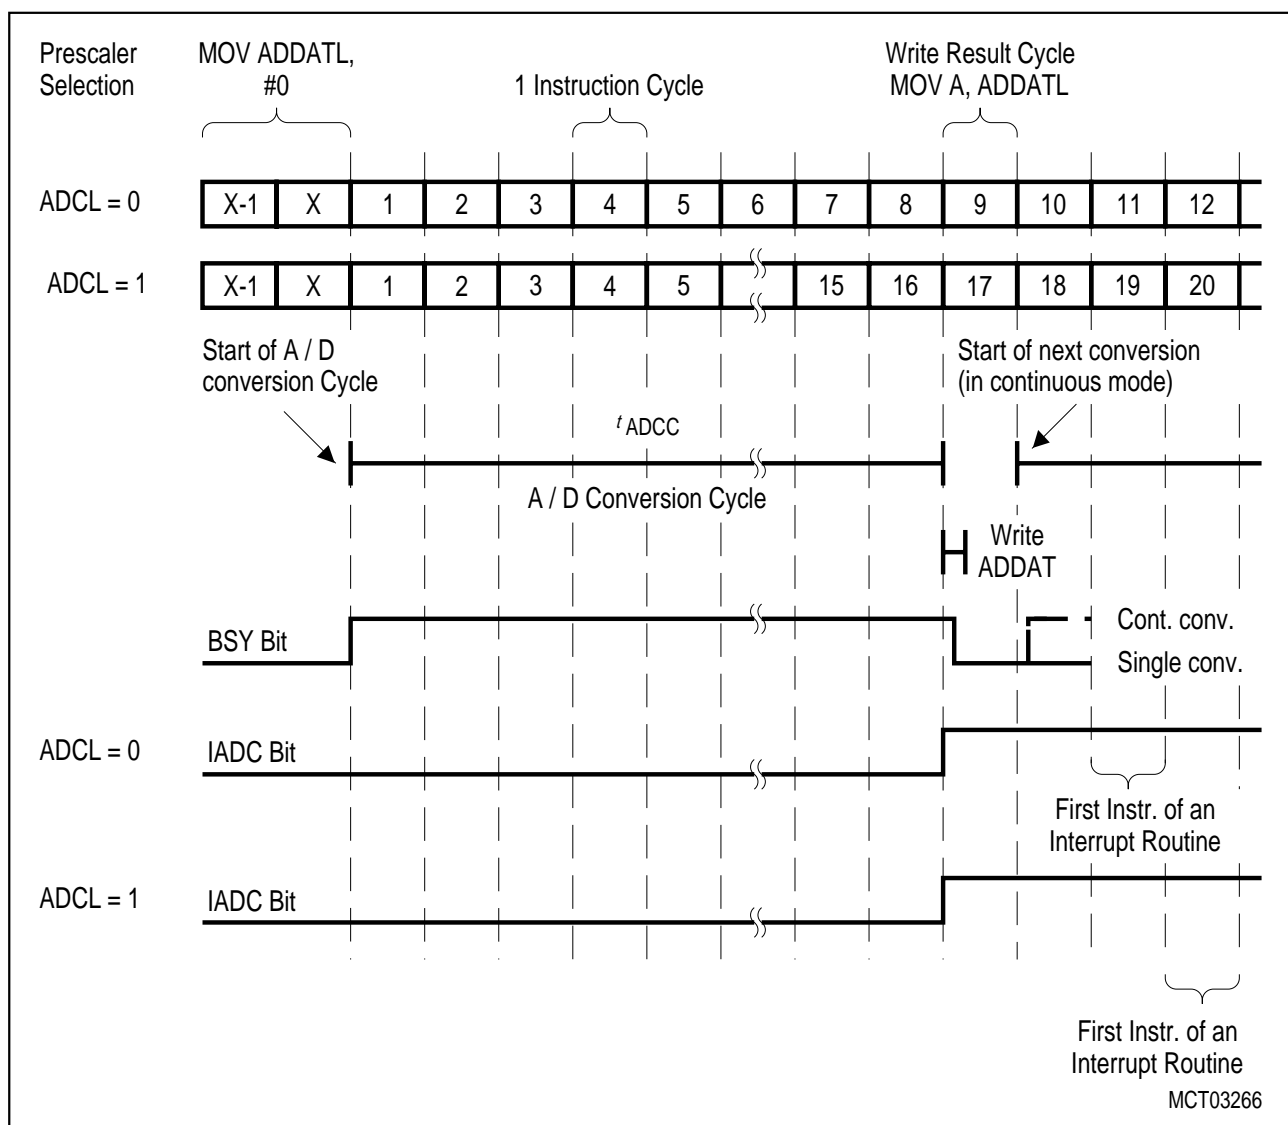 Prescaler
Selection
MOV ADDATL,
#0
1 Instruction Cycle
Write Result Cycle
MOV A, ADDATL
ADCL = 0
X-1 X 1 2 3 4 5 6 7 8 9 10 11 12
ADCL = 1
X-1 X 1 2 3 4 5 15 16 17 18 19 20
Start of A / D
conversion Cycle
Start of next conversion
(in continuous mode)
t ADCC
A / D Conversion Cycle
Write
ADDAT
BSY Bit
Cont. conv.
Single conv.
ADCL = 0
IADC Bit
First Instr. of an
Interrupt Routine
ADCL = 1
IADC Bit
First Instr. of an
Interrupt Routine
MCT03266